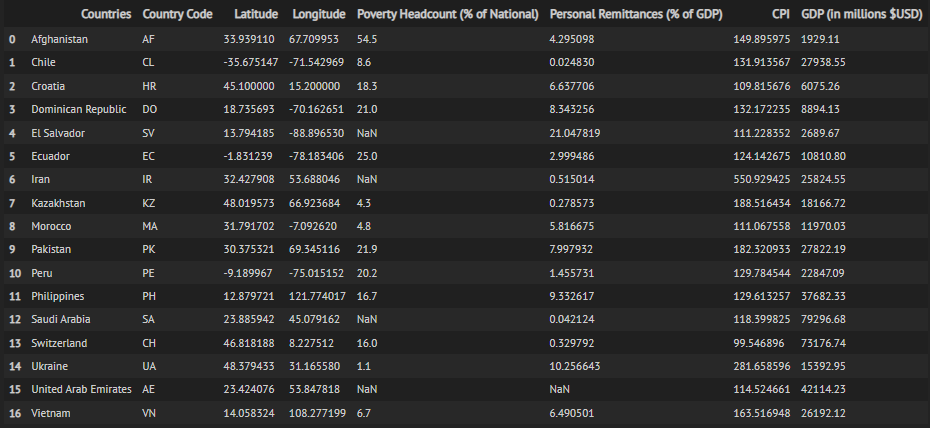 Countries Country Code Latitude Longitude Poverty Headcount (% of National) Personal Remittances (% of GDP) CPI GDP (in millions $USD)
0 Afghanistan AF 33.939110 67.709953 54.5 4.295098 149.895975 1929.11
1 Chile CL -35.675147 -71.542969 8.6 0.024830 131.913567 27938.55
2 Croatia HR 45.100000 15.200000 18.3 6.637706 109.815676 6075.26
3 Dominican Republic DO 18.735693 -70.162651 21.0 8.343256 132.172235 8894.13
4 El Salvador SV 13.794185 -88.896530 NaN 21.047819 111.228352 2689.67
5 Ecuador EC -1.831239 -78.183406 25.0 2.999486 124.142675 10810.80
6 Iran IR 32.427908 53.688046 NaN 0.515014 550.929425 25824.55
7 Kazakhstan KZ 48.019573 66.923684 4.3 0.278573 188.516434 18166.72
8 Morocco MA 31.791702 -7.092620 4.8 5.816675 111.067558 11970.03
9 Pakistan PK 30.375321 69.345116 21.9 7.997932 182.320933 27822.19
10 Peru PE -9.189967 -75.015152 20.2 1.455731 129.784544 22847.09
11 Philippines PH 12.879721 121.774017 16.7 9.332617 129.613257 37682.33
12 Saudi Arabia SA 23.885942 45.079162 NaN 0.042124 118.399825 79296.68
13 Switzerland CH 46.818188 8.227512 16.0 0.329792 99.546896 73176.74
14 Ukraine UA 48.379433 31.165580 1.1 10.256643 281.658596 15392.95
15 United Arab Emirates AE 23.424076 53.847818 NaN NaN 114.524661 42114.23
16 Vietnam VN 14.058324 108.277199 6.7 6.490501 163.516948 26192.12